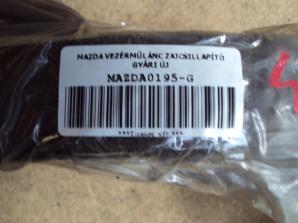 MAZDA VEZÉRMŰLÁNC ZAJCSILLAPÍTÓ
GYÁRI ÚJ
MAZDA0195-G